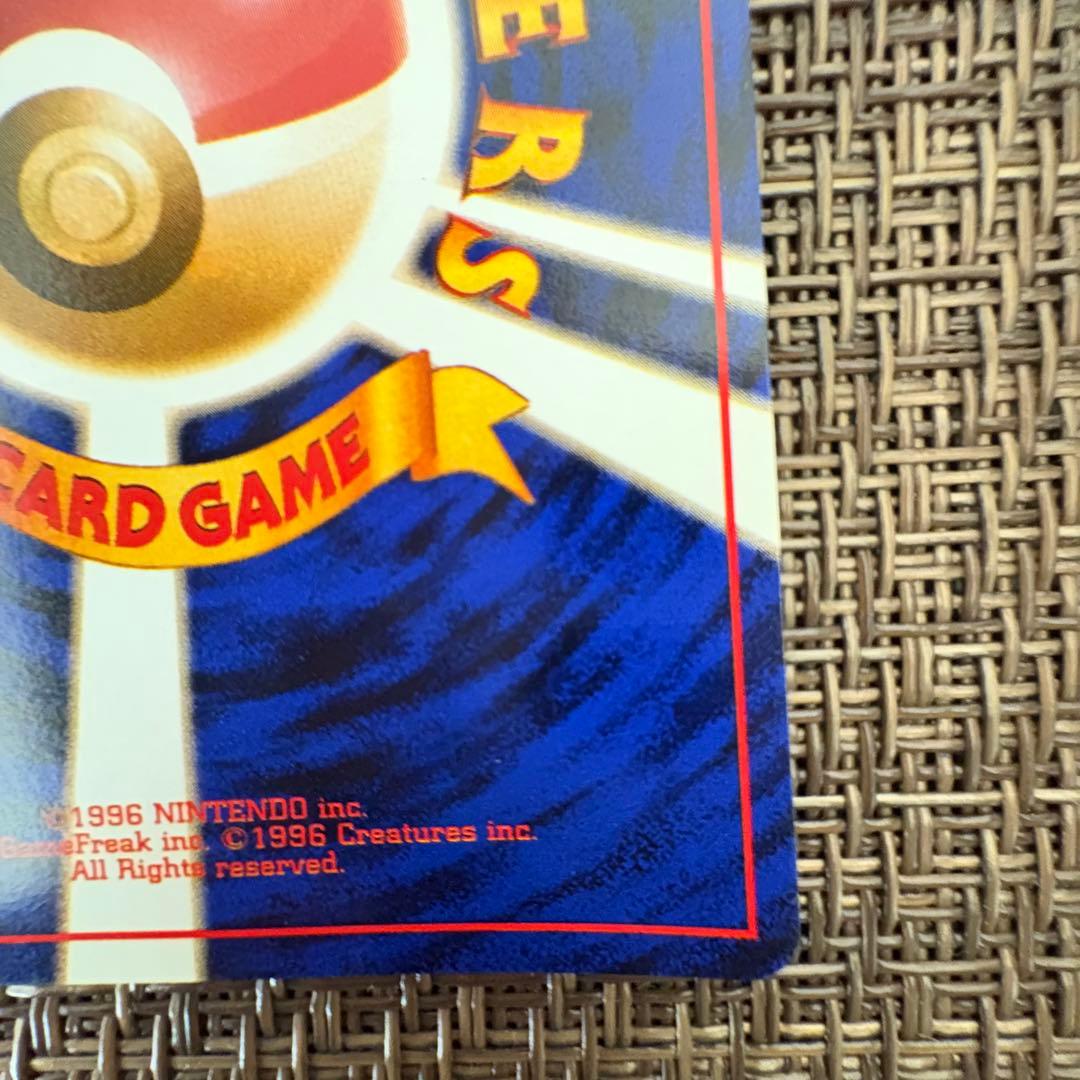 ERS
CARD GAME
©1996 NINTENDO inc.
GameFreak inc. ©1996 Creatures inc.
All Rights reserved.